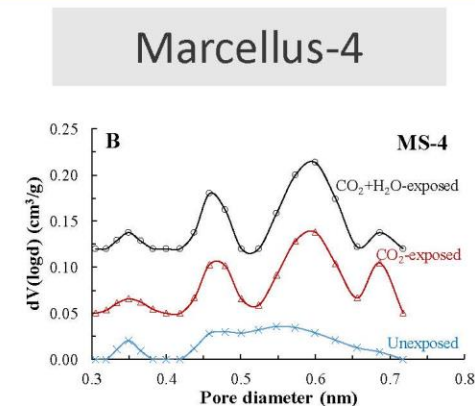 Marcellus-4
B
MS-4
dV(logd) (cm³/g)
0.25
0.20
0.15
0.10
0.05
0.00
CO₂+H₂O-exposed
CO₂-exposed
Unexposed
0.3 0.4 0.5 0.6 0.7 0.8
Pore diameter (nm)